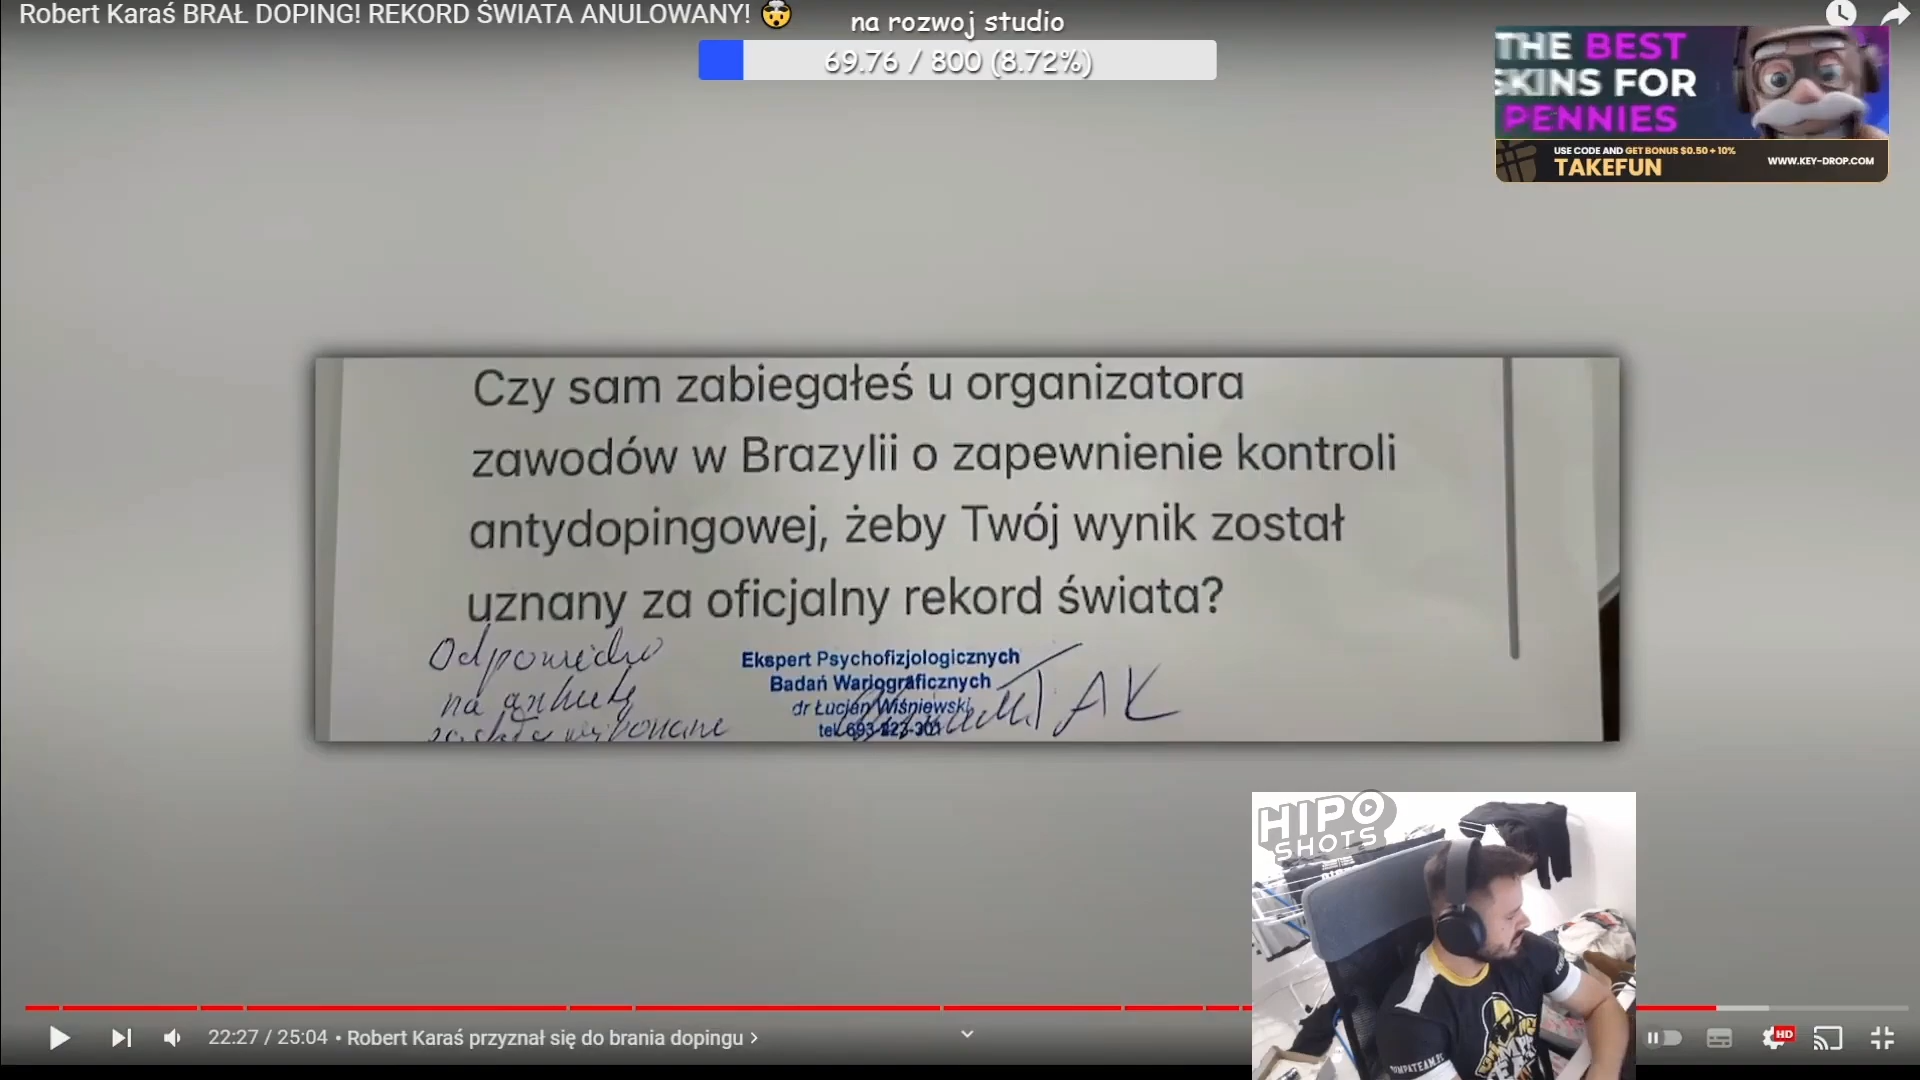 Robert Karaś BRAŁ DOPING! REKORD ŚWIATA ANULOWANY!
na rozwoj studio
69.76 / 800 (8.72%)
THE BEST
SKINS FOR
PENNIES
USE CODE AND GET BONUS $0.50 + 10%
TAKEFUN
WWW.KEY-DROP.COM
Czy sam zabiegałeś u organizatora
zawodów w Brazylii o zapewnienie kontroli
antydopingowej, żeby Twój wynik został
uznany za oficjalny rekord świata?
na ankietę
Ekspert Psychofizjologicznych
Badań Wariograficznych
dr Łucjan Wiśniewski
TAK
HIPO
SHOTS
22:27 / 25:04 • Robert Karaś przyznał się do brania dopingu
HD